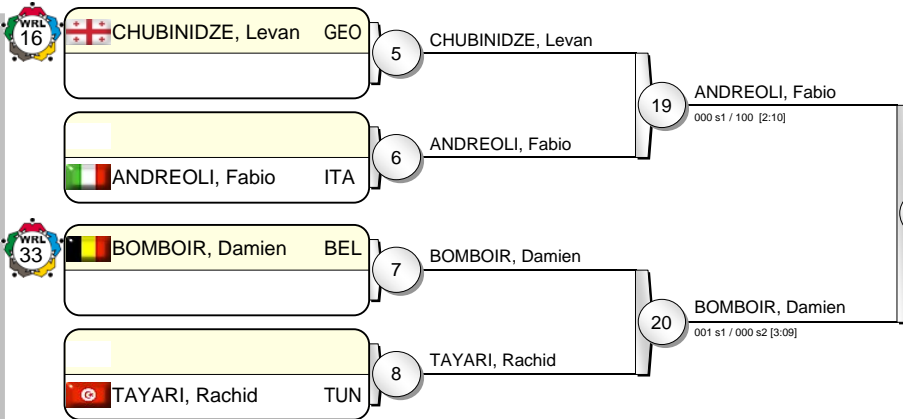 WRL
16
CHUBINIDZE, Levan GEO
5
CHUBINIDZE, Levan
19
ANDREOLI, Fabio
000 s1 / 100 [2:10]
6
ANDREOLI, Fabio
ANDREOLI, Fabio ITA
WRL
33
BOMBOIR, Damien BEL
7
BOMBOIR, Damien
20
BOMBOIR, Damien
001 s1 / 000 s2 [3:09]
8
TAYARI, Rachid
TAYARI, Rachid TUN